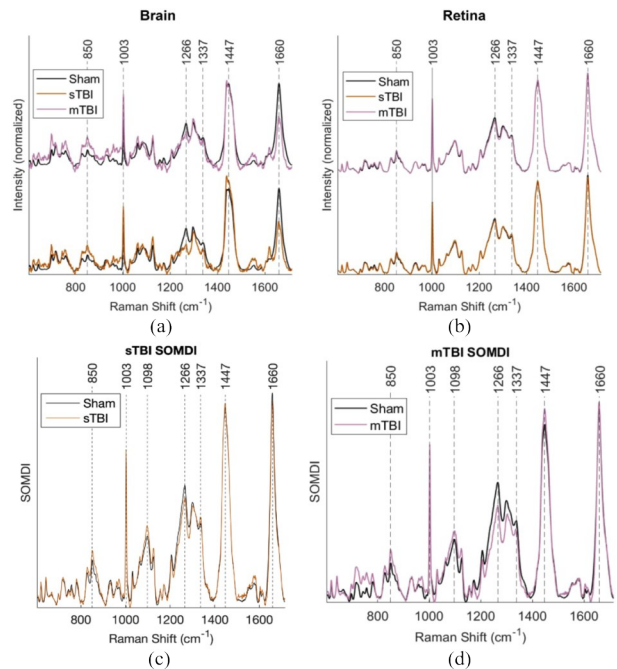 Brain
850
1003
1266
1337
1447
1660
Sham
sTBI
mTBI
Intensity (normalized)
800
1000
1200
1400
1600
Raman Shift (cm⁻¹)
(a)
Retina
850
1003
1266
1337
1447
1660
Sham
sTBI
mTBI
Intensity (normalized)
800
1000
1200
1400
1600
Raman Shift (cm⁻¹)
(b)
sTBI SOMDI
850
1003
1098
1266
1337
1447
1660
Sham
sTBI
SOMDI
800
1000
1200
1400
1600
Raman Shift (cm⁻¹)
(c)
mTBI SOMDI
850
1003
1098
1266
1337
1447
1660
Sham
mTBI
SOMDI
800
1000
1200
1400
1600
Raman Shift (cm⁻¹)
(d)